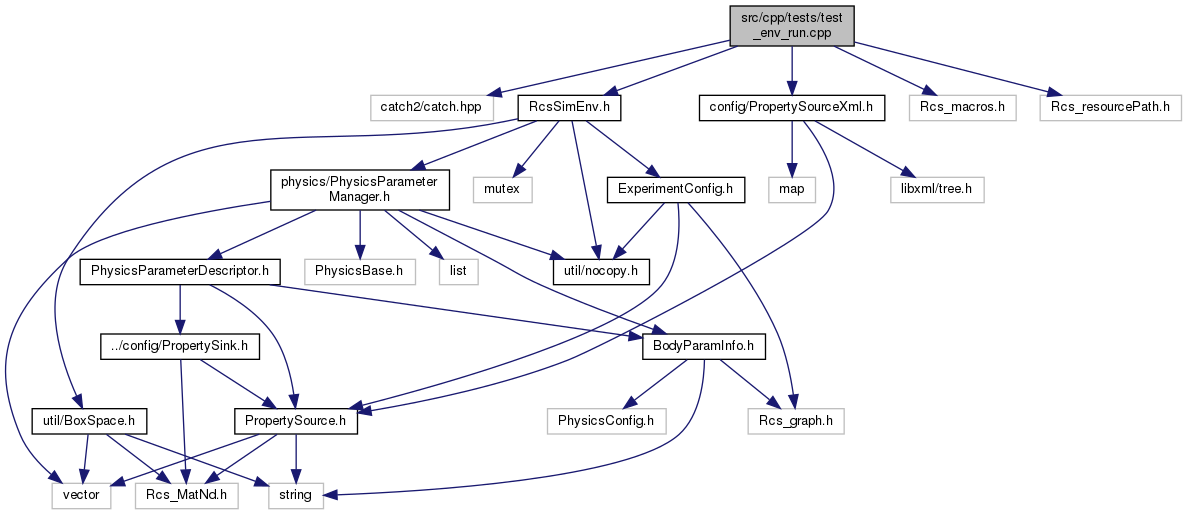 src/cpp/tests/test
_env_run.cpp
catch2/catch.hpp
RcsSimEnv.h
config/PropertySourceXml.h
Rcs_macros.h
Rcs_resourcePath.h
physics/PhysicsParameter
Manager.h
mutex
ExperimentConfig.h
map
libxml/tree.h
PhysicsParameterDescriptor.h
PhysicsBase.h
list
util/nocopy.h
../config/PropertySink.h
BodyParamInfo.h
util/BoxSpace.h
PropertySource.h
PhysicsConfig.h
Rcs_graph.h
vector
Rcs_MatNd.h
string